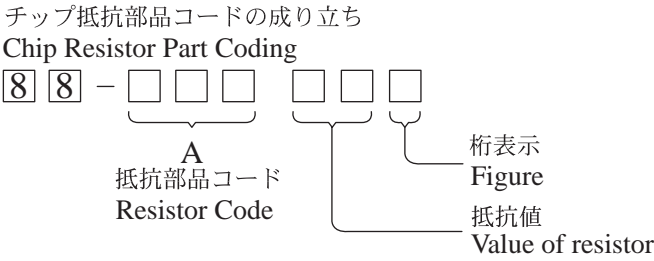 チップ抵抗部品コードの成り立ち
Chip Resistor Part Coding
8 8 - □ □ □ □ □ □
A
抵抗部品コード
Resistor Code
桁表示
Figure
抵抗値
Value of resistor